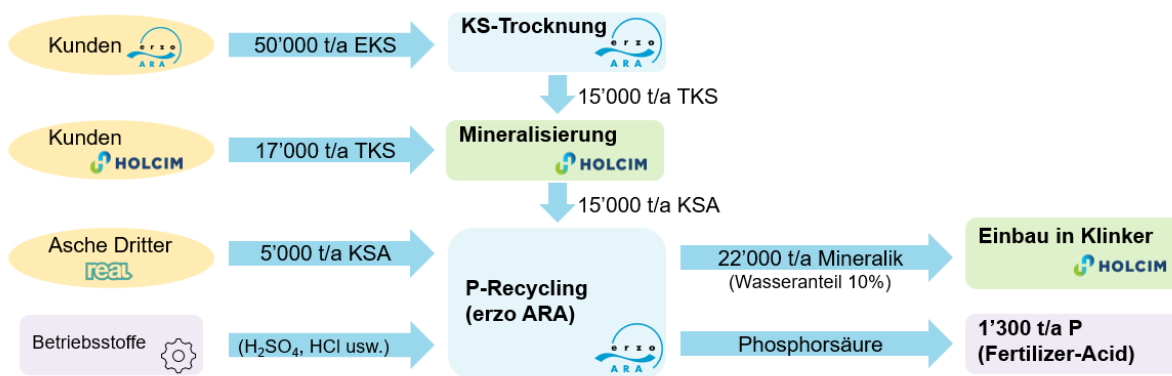 Kunden
erzo
ARA
50’000 t/a EKS
KS-Trocknung
erzo
ARA
15’000 t/a TKS
Kunden
HOLCIM
17’000 t/a TKS
Mineralisierung
HOLCIM
15’000 t/a KSA
Asche Dritter
real
5’000 t/a KSA
P-Recycling
(erzo ARA)
erzo
ARA
22’000 t/a Mineralik
(Wasseranteil 10%)
Einbau in Klinker
HOLCIM
Betriebsstoffe
(H₂SO₄, HCl usw.)
Phosphorsäure
1’300 t/a P
(Fertilizer-Acid)